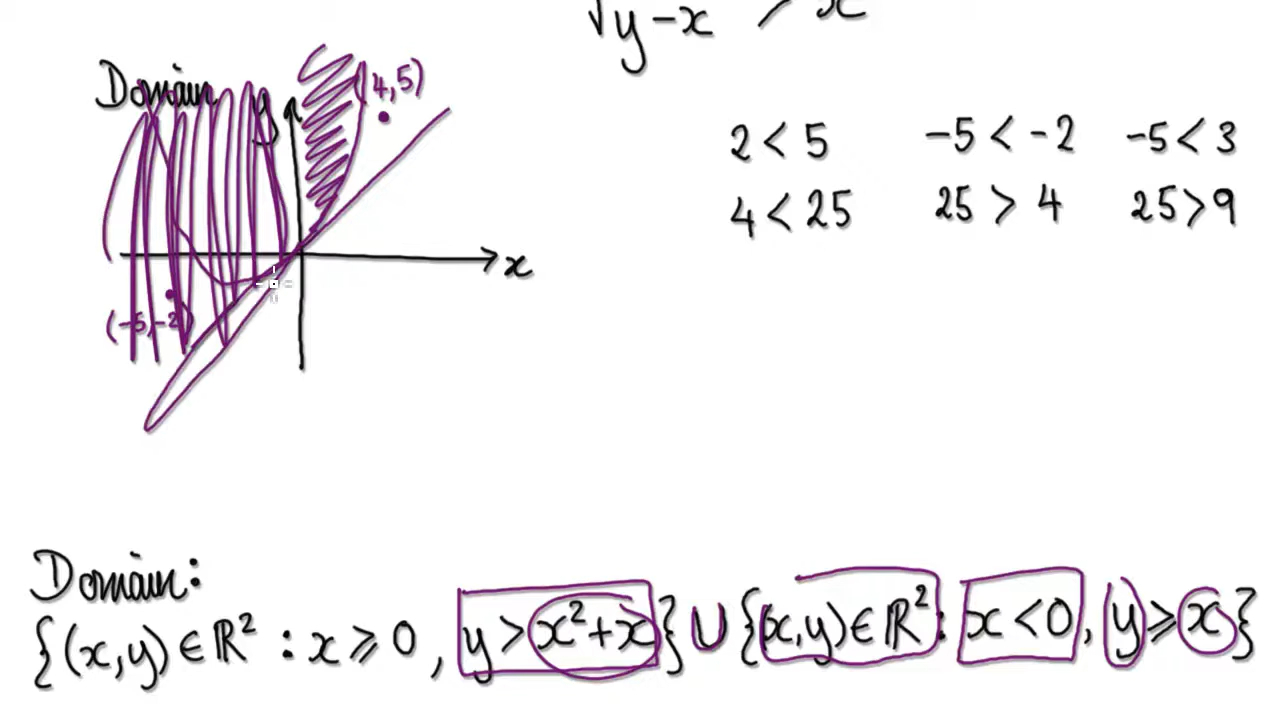 √y-x > x
Domain
y
(4,5)
x
(-5,-2)
2 < 5
-5 < -2
-5 < 3
4 < 25
25 > 4
25 > 9
Domain:
{(x,y) ∈ ℝ² : x ⩾ 0, y > x²+x} ∪ {(x,y) ∈ ℝ² : x < 0, y ⩾ x}